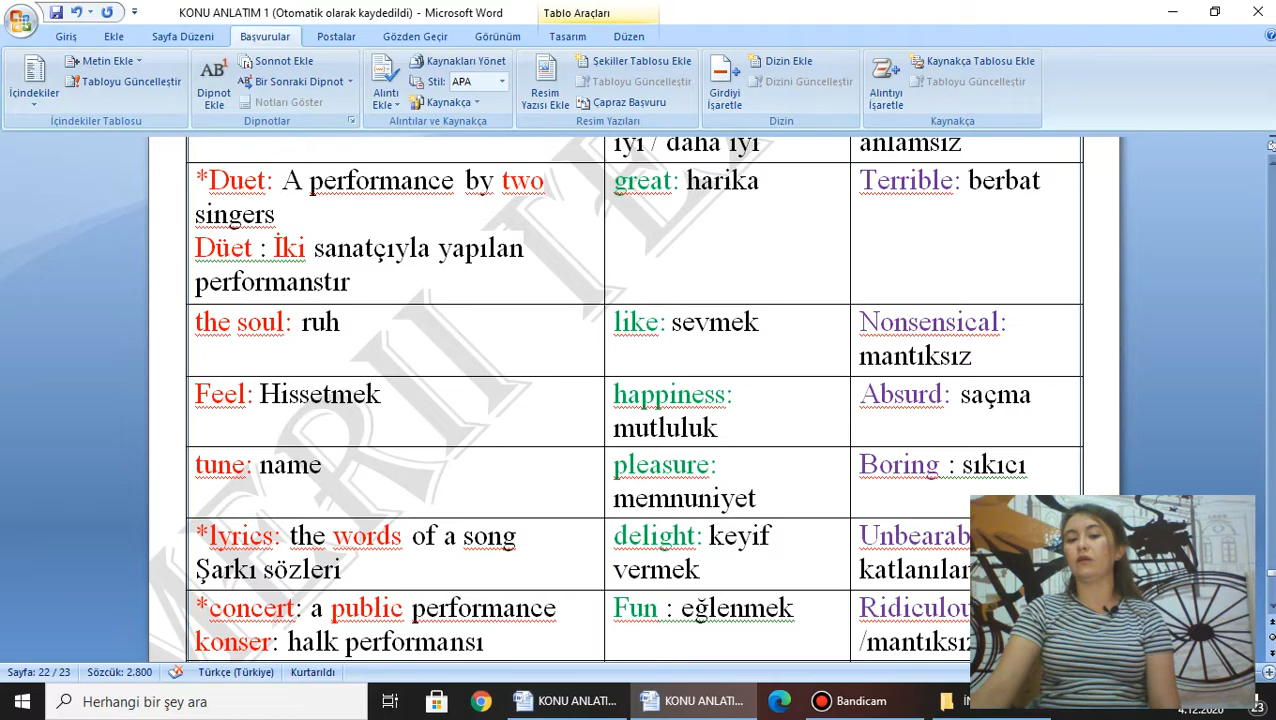 KONU ANLATIM 1 (Otomatik olarak kaydedildi) - Microsoft Word
Tablo Araçları
Giriş Ekle Sayfa Düzeni Başvurular Postalar Gözden Geçir Görünüm Tasarım Düzen
İçindekiler
Metin Ekle
Tabloyu Güncelleştir
İçindekiler Tablosu
AB1
Dipnot Ekle
Sonnot Ekle
Bir Sonraki Dipnot
Notları Göster
Dipnotlar
Alıntı Ekle
Kaynakları Yönet
Stil: APA
Kaynakça
Alıntılar ve Kaynakça
Resim Yazısı Ekle
Şekiller Tablosu Ekle
Tabloyu Güncelleştir
Çapraz Başvuru
Resim Yazıları
Girdiyi İşaretle
Dizin Ekle
Dizini Güncelleştir
Dizin
Alıntıyı İşaretle
Kaynakça Tablosu Ekle
Tabloyu Güncelleştir
Kaynakça
iyi / daha iyi
anlamsız
*Duet: A performance by two
singers
Düet : İki sanatçıyla yapılan
performanstır
great: harika
Terrible: berbat
the soul: ruh
like: sevmek
Nonsensical:
mantıksız
Feel: Hissetmek
happiness:
mutluluk
Absurd: saçma
tune: name
pleasure:
memnuniyet
Boring : sıkıcı
*lyrics: the words of a song
Şarkı sözleri
delight: keyif
vermek
*concert: a public performance
konser: halk performansı
Fun : eğlenmek
/mantıksız
Sayfa: 22 / 23 Sözcük: 2.800 Türkçe (Türkiye) Kurtarıldı
Herhangi bir şey ara
KONU ANLATI...
KONU ANLATI...
Bandicam
4.12.2020
23